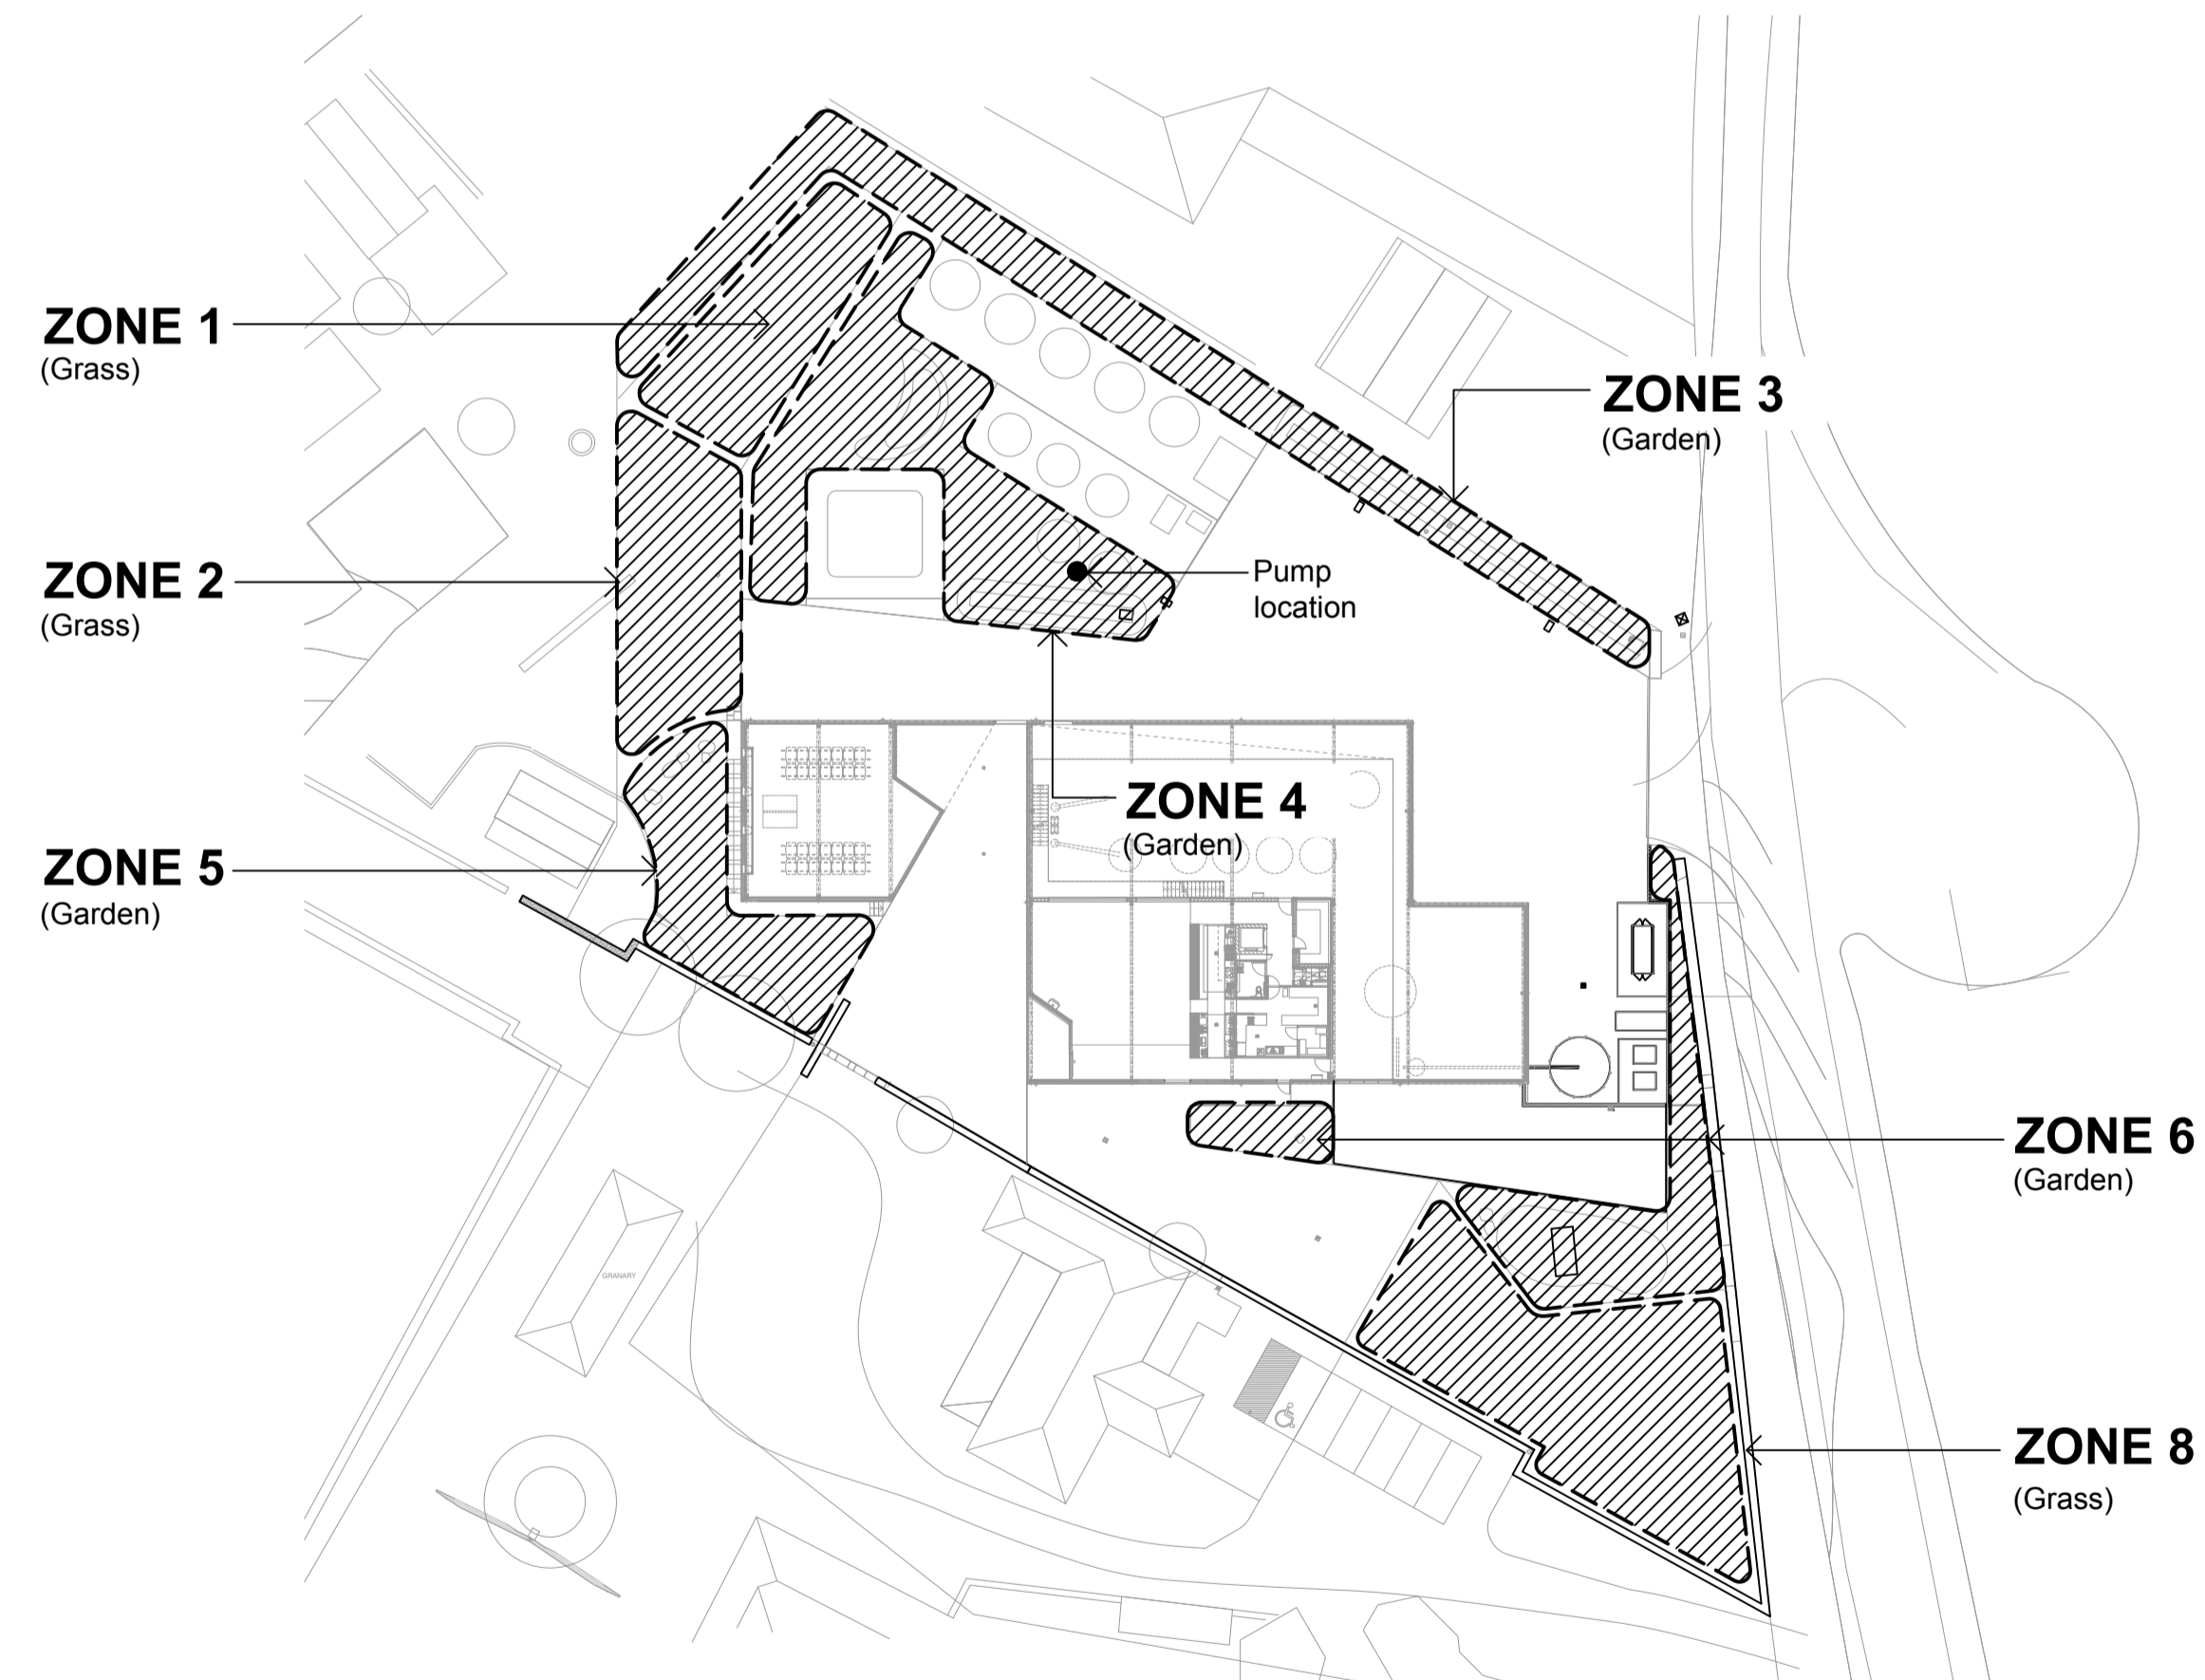 ZONE 1
(Grass)
ZONE 3
(Garden)
ZONE 2
(Grass)
Pump
location
ZONE 4
(Garden)
ZONE 5
(Garden)
ZONE 6
(Garden)
GRANARY
ZONE 8
(Grass)